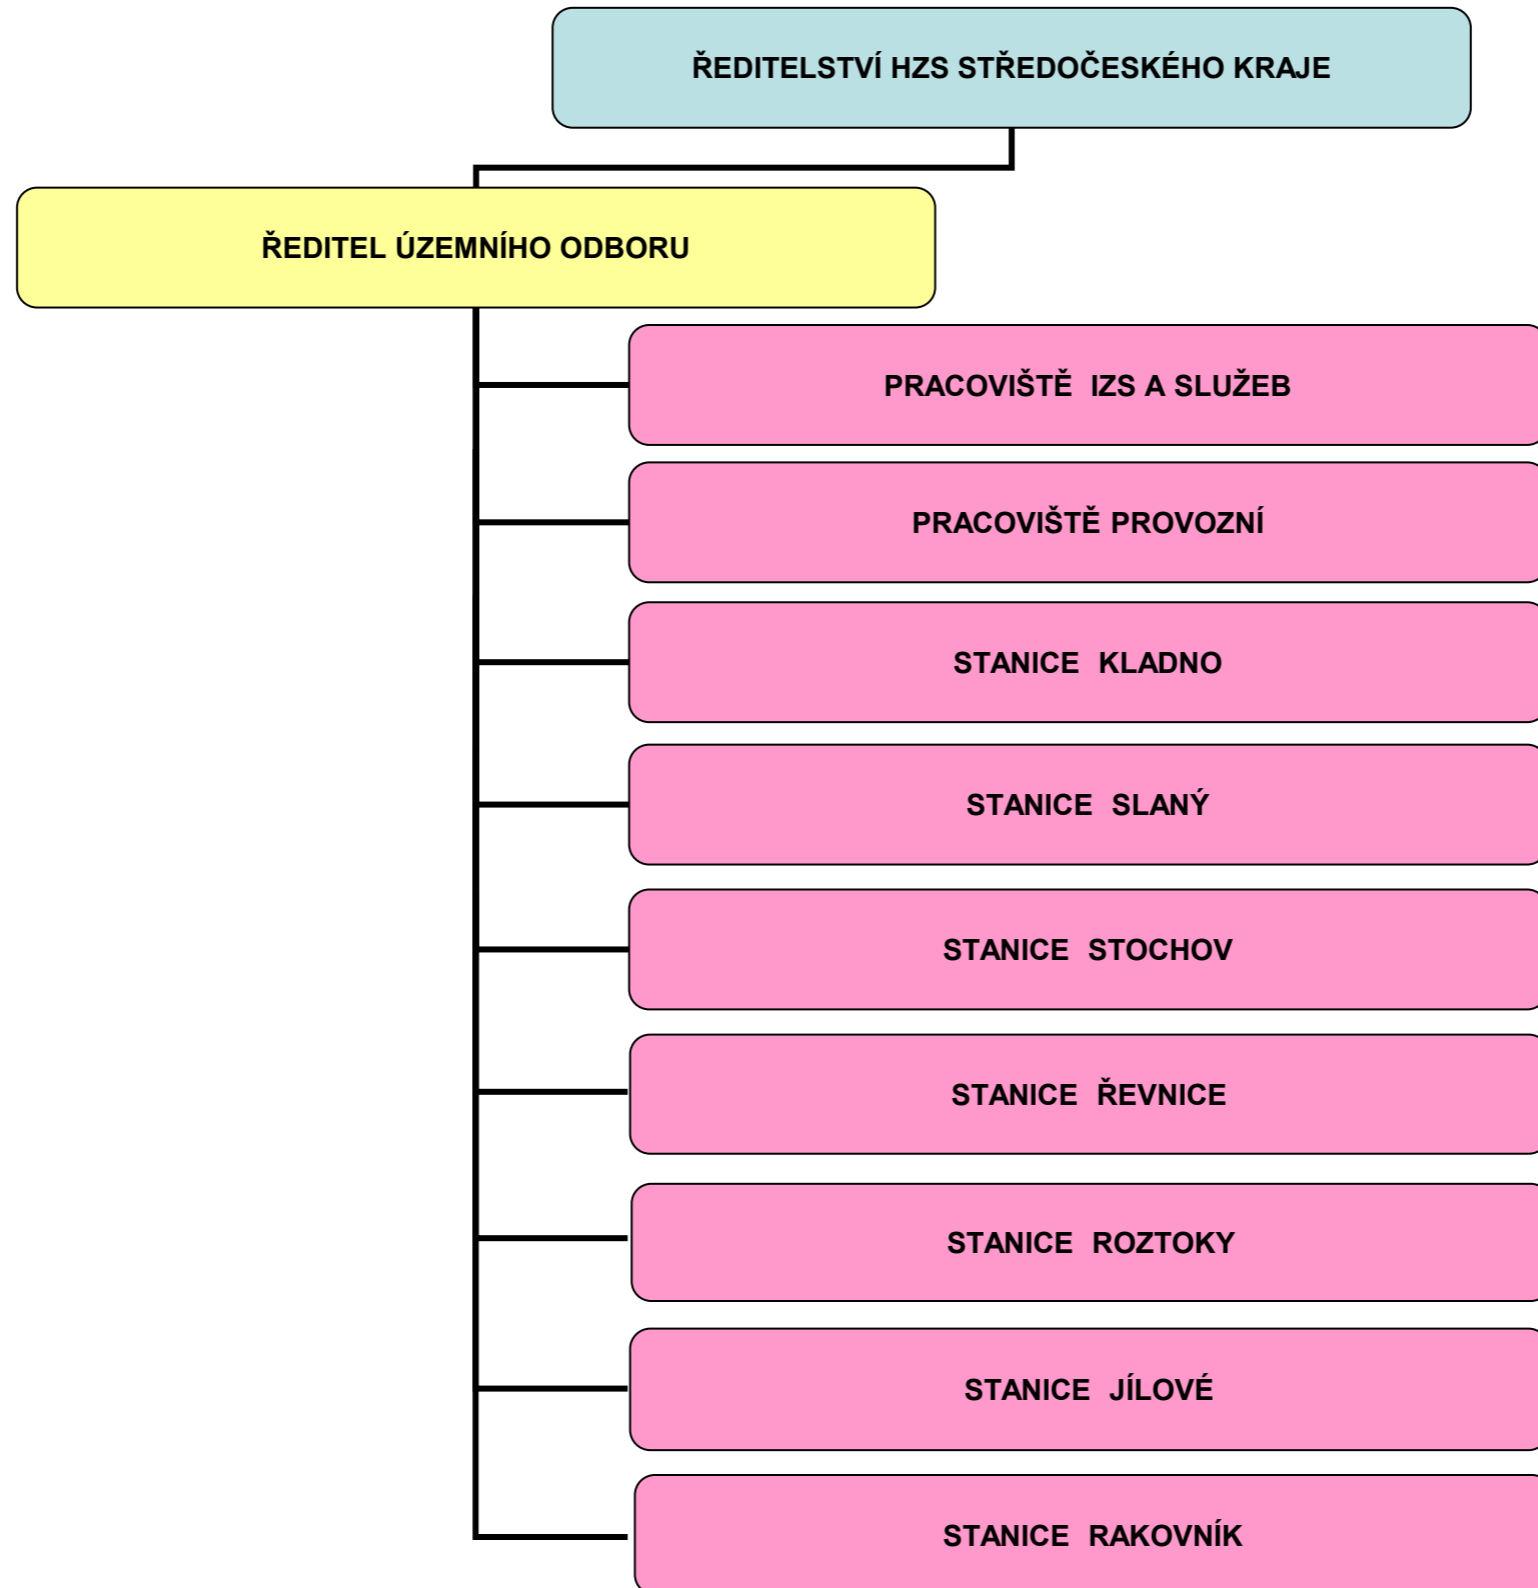 ŘEDITELSTVÍ HZS STŘEDOČESKÉHO KRAJE
ŘEDITEL ÚZEMNÍHO ODBORU
PRACOVIŠTĚ IZS A SLUŽEB
PRACOVIŠTĚ PROVOZNÍ
STANICE KLADNO
STANICE SLANÝ
STANICE STOCHOV
STANICE ŘEVNICE
STANICE ROZTOKY
STANICE JÍLOVÉ
STANICE RAKOVNÍK